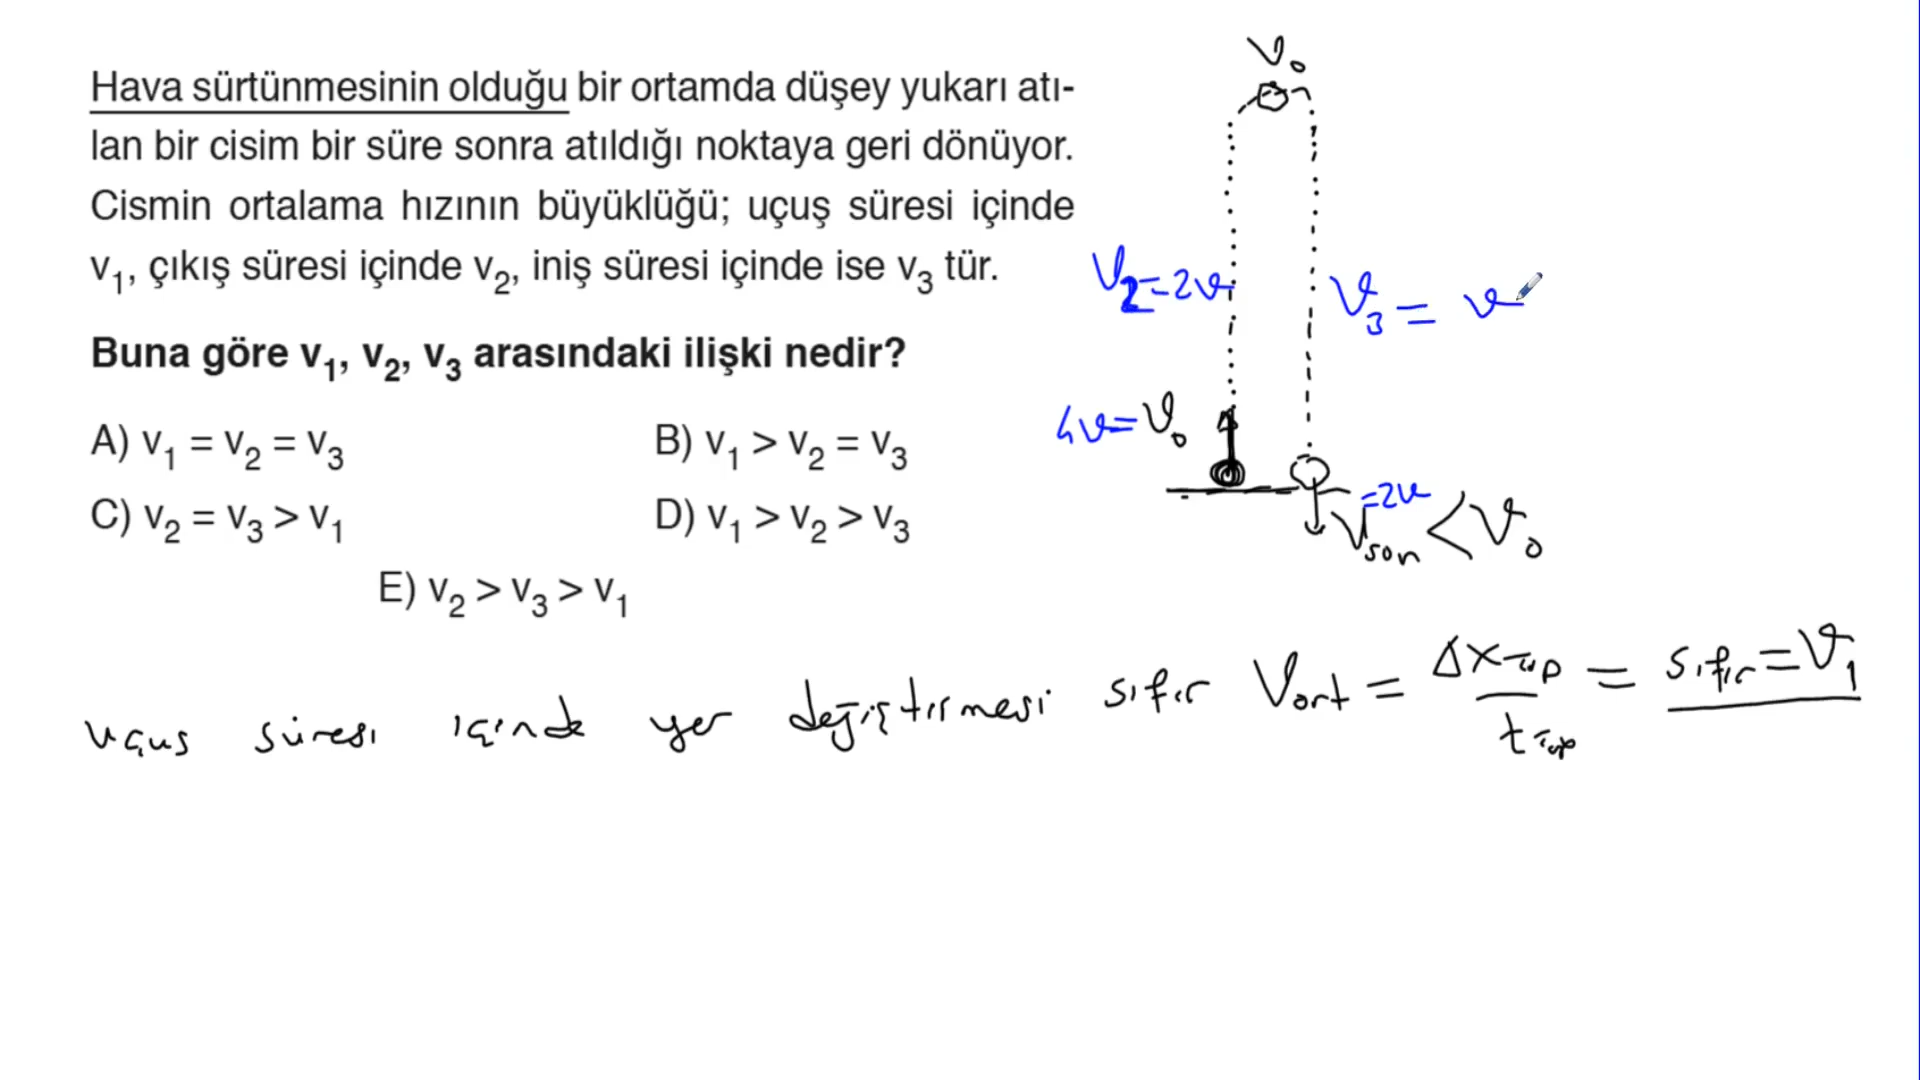 Hava sürtünmesinin olduğu bir ortamda düşey yukarı atı-
lan bir cisim bir süre sonra atıldığı noktaya geri dönüyor.
Cismin ortalama hızının büyüklüğü; uçuş süresi içinde
v₁, çıkış süresi içinde v₂, iniş süresi içinde ise v₃ tür.
Buna göre v₁, v₂, v₃ arasındaki ilişki nedir?
A) v₁ = v₂ = v₃
B) v₁ > v₂ = v₃
C) v₂ = v₃ > v₁
D) v₁ > v₂ > v₃
E) v₂ > v₃ > v₁
V₀
V₂=2v
V₃ = v
4v=V₀
=2v
Vson < V₀
uçuş süresi içinde yer değiştirmesi sıfır Vort = Δxtop / ttop = sıfır=V₁